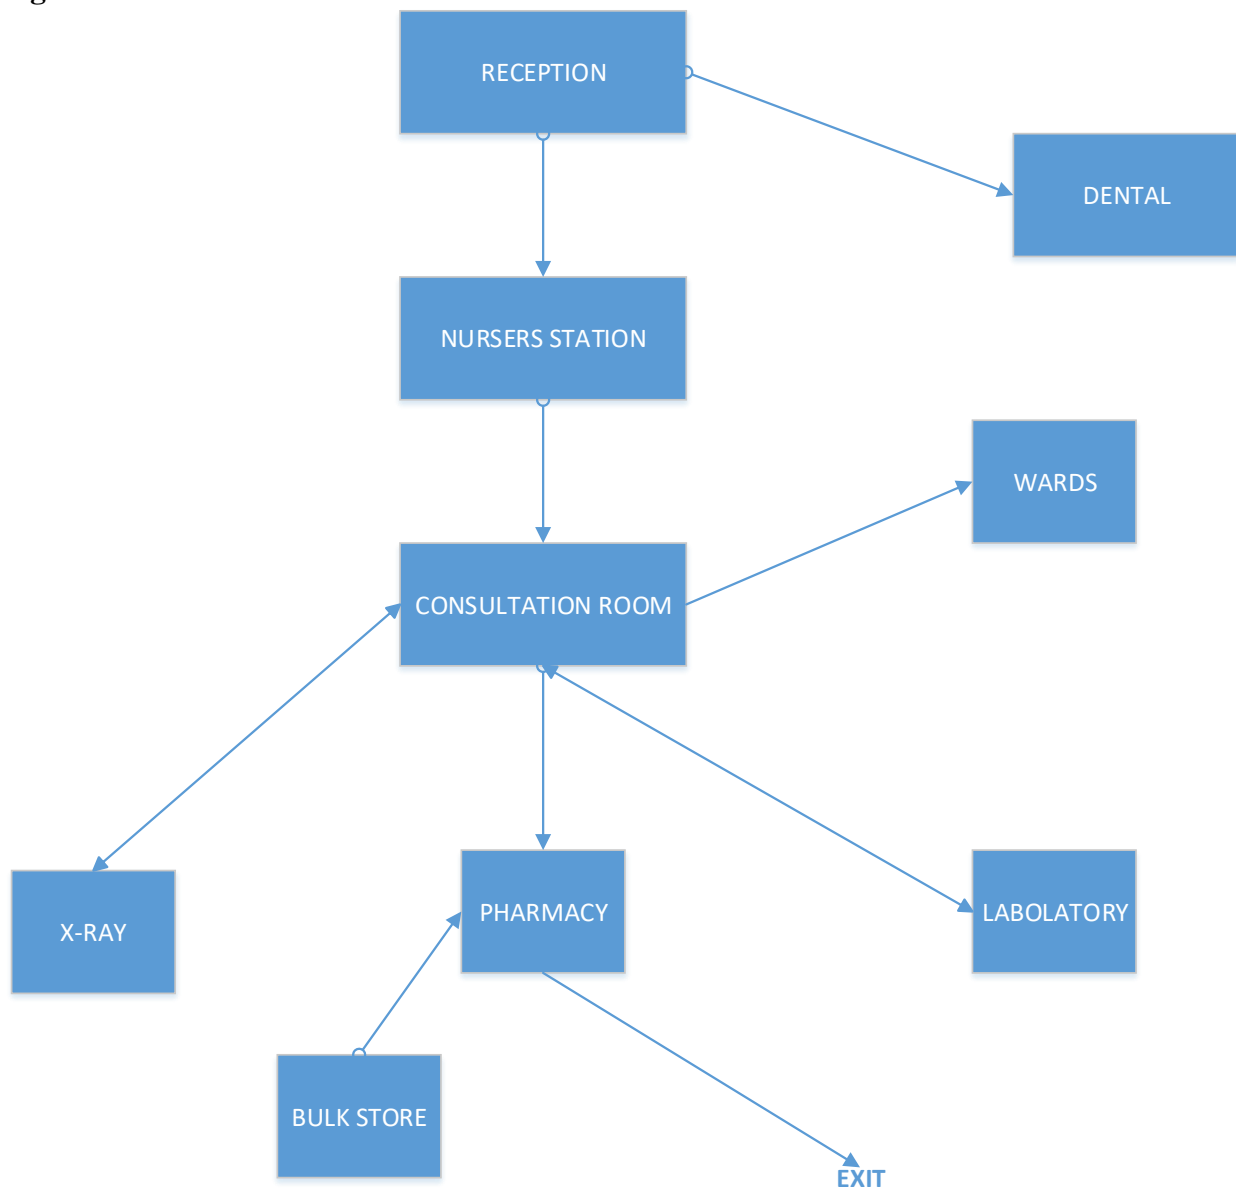 RECEPTION
DENTAL
NURSERS STATION
WARDS
CONSULTATION ROOM
PHARMACY
LABOLATORY
X-RAY
BULK STORE
EXIT